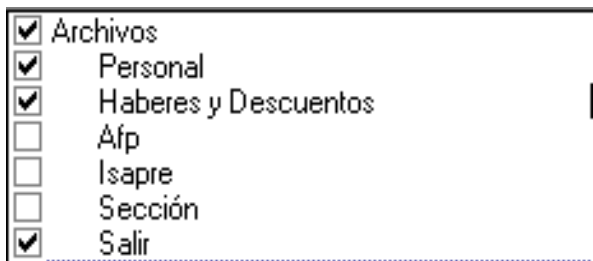 Archivos
Personal
Haberes y Descuentos
Afp
Isapre
Sección
Salir